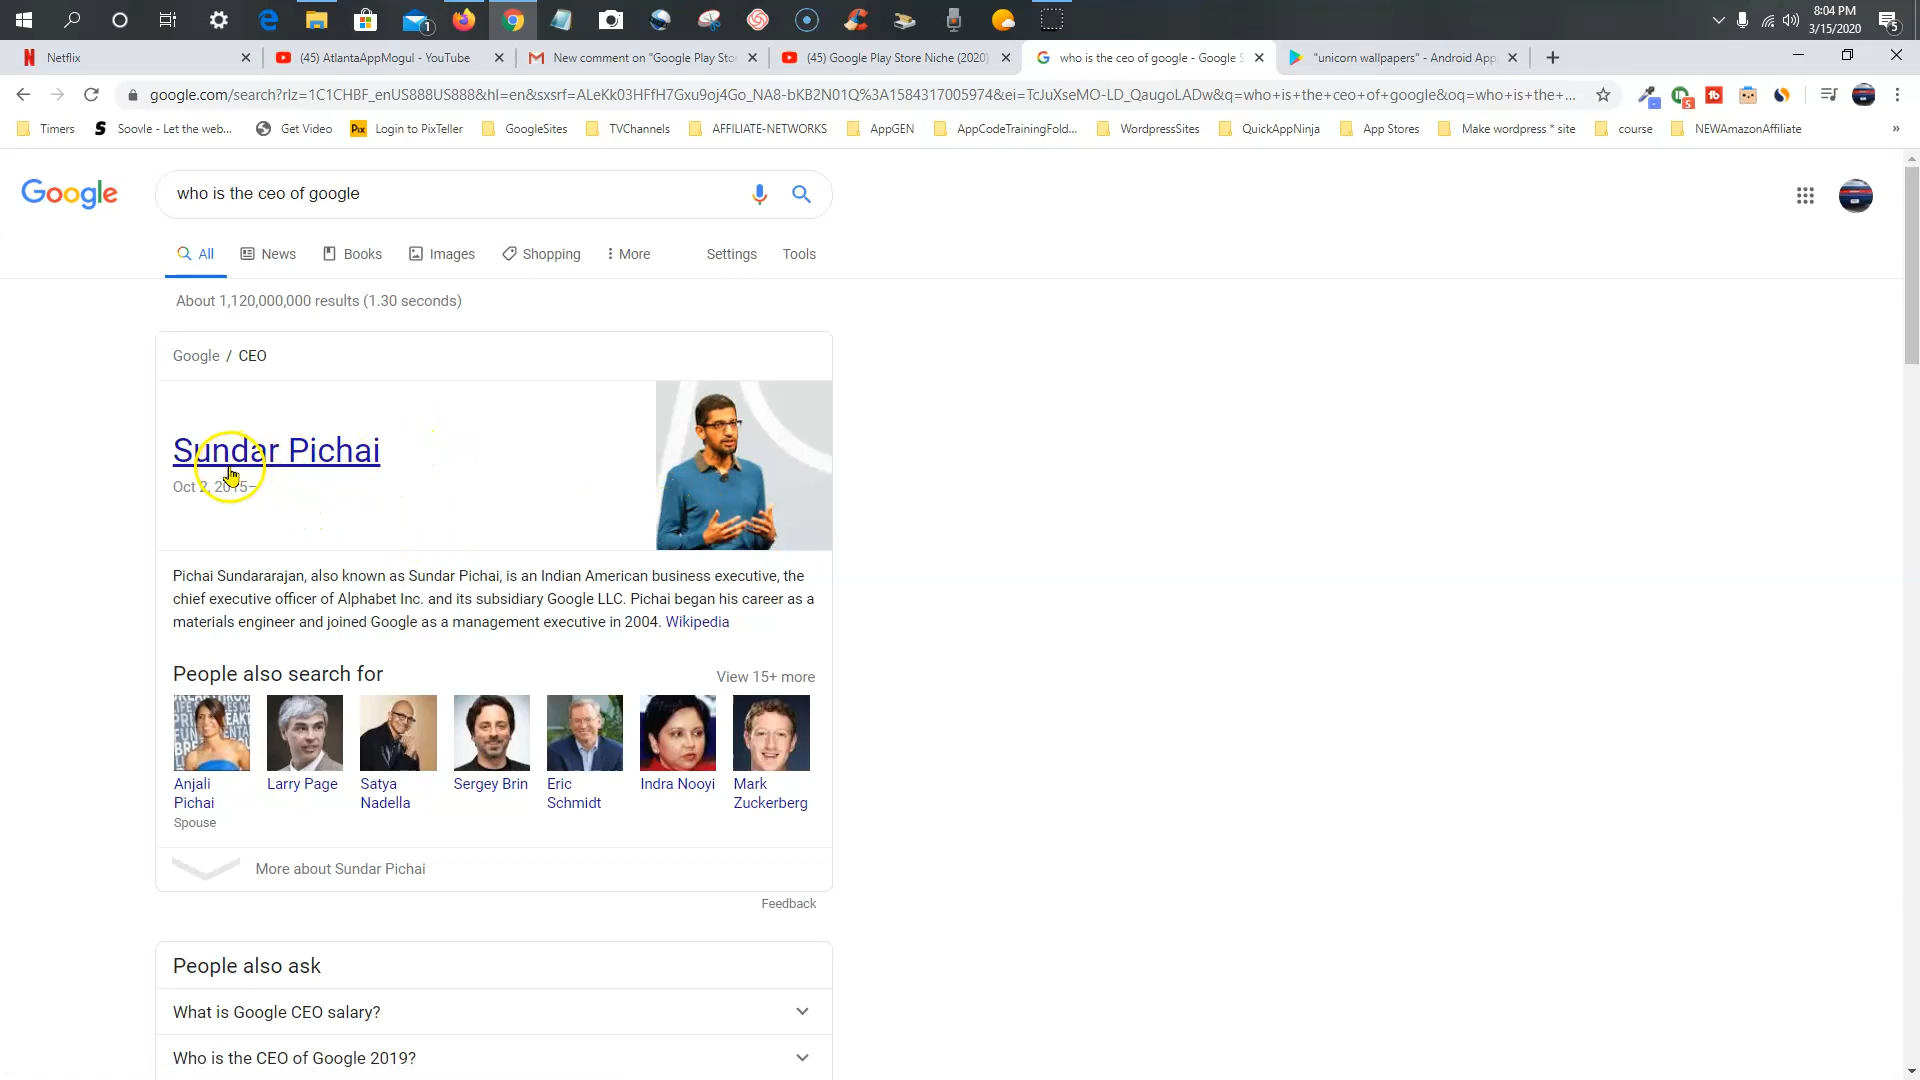 8:04 PM
3/15/2020
1
5
Netflix
(45) AtlantaAppMogul - YouTube
New comment on "Google Play Sto
(45) Google Play Store Niche (2020)
who is the ceo of google - Google S
"unicorn wallpapers" - Android App
google.com/search?rlz=1C1CHBF_enUS888US888&hl=en&sxsrf=ALeKk03HFfH7Gxu9oj4Go_NA8-bKB2N01Q%3A1584317005974&ei=TcJuXseMO-LD_QaugoLADw&q=who+is+the+ceo+of+google&oq=who+is+the+...
5
Timers
Soovle - Let the web...
Get Video
Pix Login to PixTeller
GoogleSites
TVChannels
AFFILIATE-NETWORKS
AppGEN
AppCodeTrainingFold...
WordpressSites
QuickAppNinja
App Stores
Make wordpress * site
course
NEWAmazonAffiliate
»
Google
who is the ceo of google
All
News
Books
Images
Shopping
More
Settings
Tools
About 1,120,000,000 results (1.30 seconds)
Google / CEO
Sundar Pichai
Oct 2, 2015–
Pichai Sundararajan, also known as Sundar Pichai, is an Indian American business executive, the
chief executive officer of Alphabet Inc. and its subsidiary Google LLC. Pichai began his career as a
materials engineer and joined Google as a management executive in 2004. Wikipedia
People also search for
View 15+ more
Anjali
Pichai
Spouse
Larry Page
Satya
Nadella
Sergey Brin
Eric
Schmidt
Indra Nooyi
Mark
Zuckerberg
More about Sundar Pichai
Feedback
People also ask
What is Google CEO salary?
Who is the CEO of Google 2019?